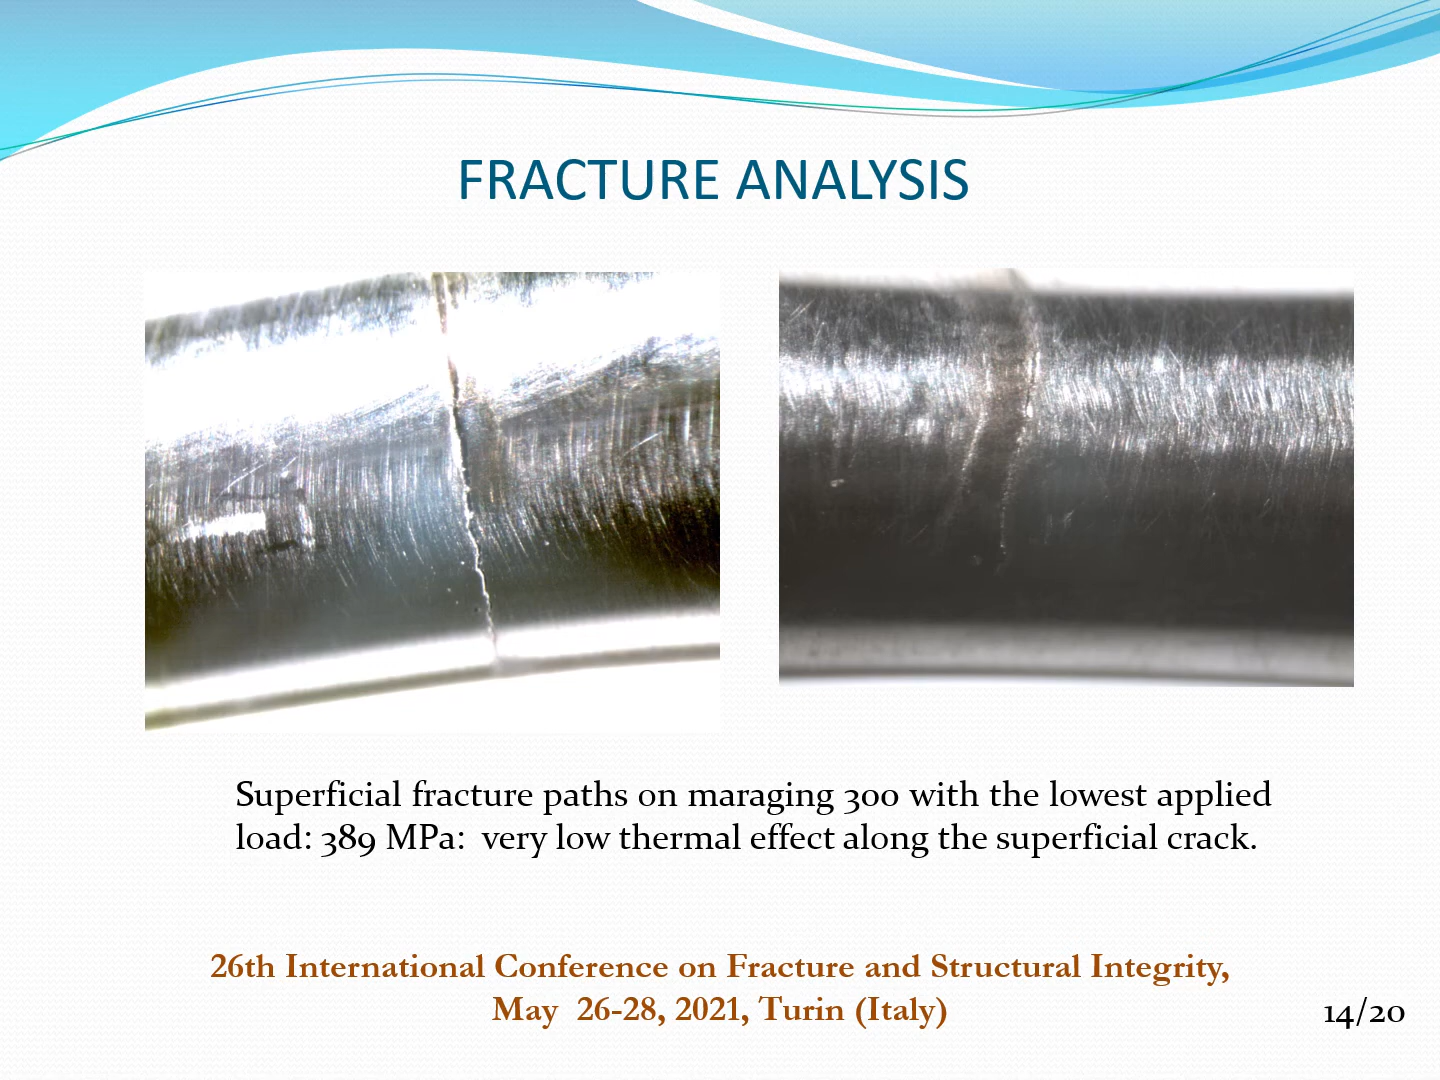 FRACTURE ANALYSIS
Superficial fracture paths on maraging 300 with the lowest applied
load: 389 MPa:  very low thermal effect along the superficial crack.
26th International Conference on Fracture and Structural Integrity,
May  26-28, 2021, Turin (Italy)
14/20